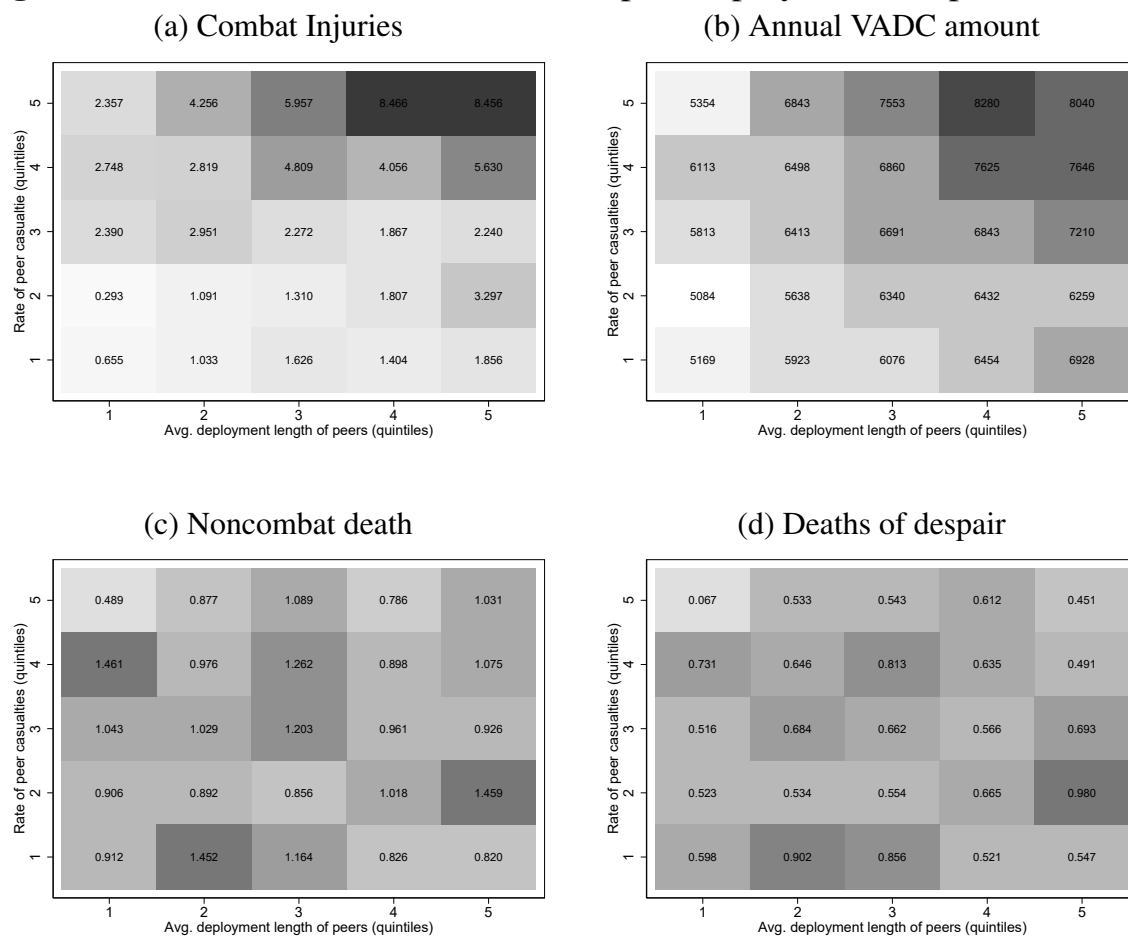 (a) Combat Injuries
(b) Annual VADC amount
Rate of peer casualtie (quintiles)
5 2.357 4.256 5.957 8.466 8.456
4 2.748 2.819 4.809 4.056 5.630
3 2.390 2.951 2.272 1.867 2.240
2 0.293 1.091 1.310 1.807 3.297
1 0.655 1.033 1.626 1.404 1.856
1 2 3 4 5
Avg. deployment length of peers (quintiles)
Rate of peer casualties (quintiles)
5 5354 6843 7553 8280 8040
4 6113 6498 6860 7625 7646
3 5813 6413 6691 6843 7210
2 5084 5638 6340 6432 6259
1 5169 5923 6076 6454 6928
1 2 3 4 5
Avg. deployment length of peers (quintiles)
(c) Noncombat death
(d) Deaths of despair
Rate of peer casualties (quintiles)
5 0.489 0.877 1.089 0.786 1.031
4 1.461 0.976 1.262 0.898 1.075
3 1.043 1.029 1.203 0.961 0.926
2 0.906 0.892 0.856 1.018 1.459
1 0.912 1.452 1.164 0.826 0.820
1 2 3 4 5
Avg. deployment length of peers (quintiles)
Rate of peer casualties (quintiles)
5 0.067 0.533 0.543 0.612 0.451
4 0.731 0.646 0.813 0.635 0.491
3 0.516 0.684 0.662 0.566 0.693
2 0.523 0.534 0.554 0.665 0.980
1 0.598 0.902 0.856 0.521 0.547
1 2 3 4 5
Avg. deployment length of peers (quintiles)